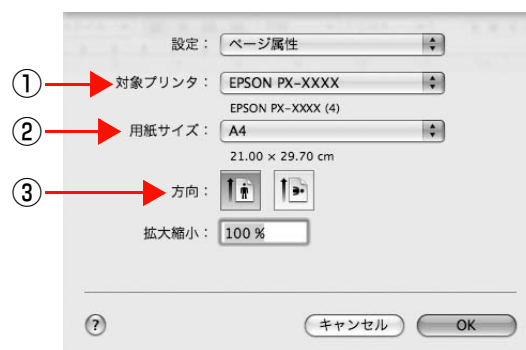 設定： ページ属性
① 対象プリンタ： EPSON PX-XXXX
EPSON PX-XXXX (4)
② 用紙サイズ： A4
21.00 × 29.70 cm
③ 方向：
拡大縮小： 100 %
? キャンセル OK